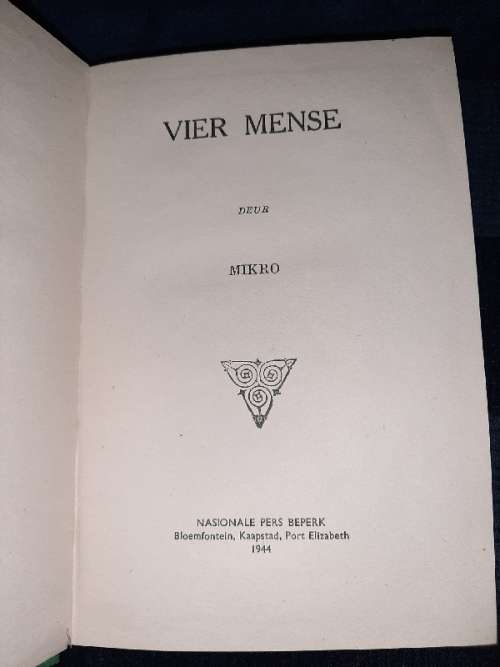 VIER MENSE
DEUR
MIKRO
NASIONALE PERS BEPERK
Bloemfontein, Kaapstad, Port Elizabeth
1944